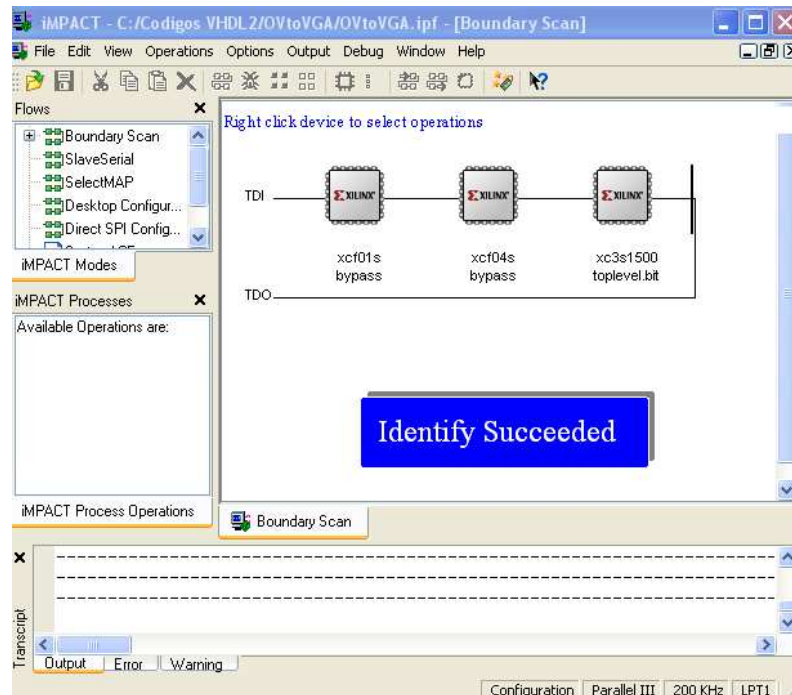 iMPACT - C:/Codigos VHDL2/OVtoVGA/OVtoVGA.ipf - [Boundary Scan]
File Edit View Operations Options Output Debug Window Help
Flows
Boundary Scan
SlaveSerial
SelectMAP
Desktop Configur...
Direct SPI Config...
iMPACT Modes
iMPACT Processes
Available Operations are:
iMPACT Process Operations
Right click device to select operations
TDI
XILINX XILINX XILINX
xcf01s xcf04s xc3s1500
bypass bypass toplevel.bit
TDO
Identify Succeeded
Boundary Scan
Transcript
Output Error Warning
Configuration Parallel III 200 KHz LPT1